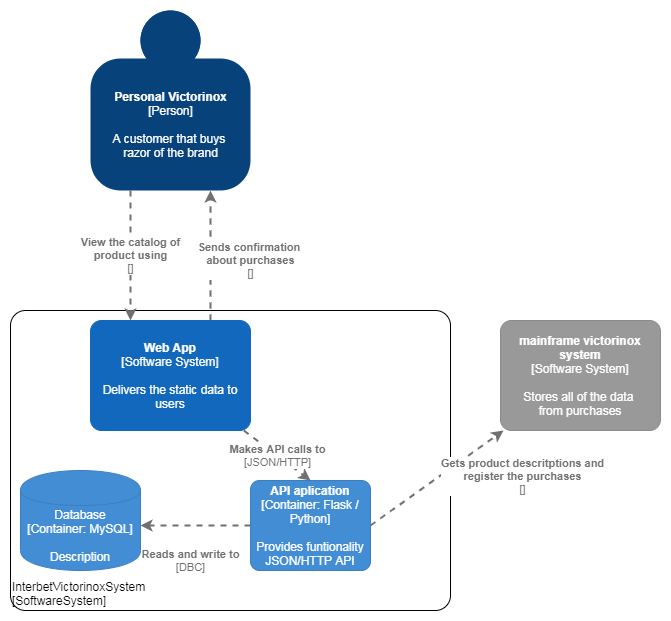 Personal Victorinox
[Person]
A customer that buys
razor of the brand
View the catalog of
product using
[]
Sends confirmation
about purchases
[]
Web App
[Software System]
Delivers the static data to
users
mainframe victorinox
system
[Software System]
Stores all of the data
from purchases
Makes API calls to
[JSON/HTTP]
Gets product descritptions and
register the purchases
[]
API aplication
[Container: Flask /
Python]
Provides funtionality
JSON/HTTP API
Database
[Container: MySQL]
Description
Reads and write to
[DBC]
InterbetVictorinoxSystem
[SoftwareSystem]